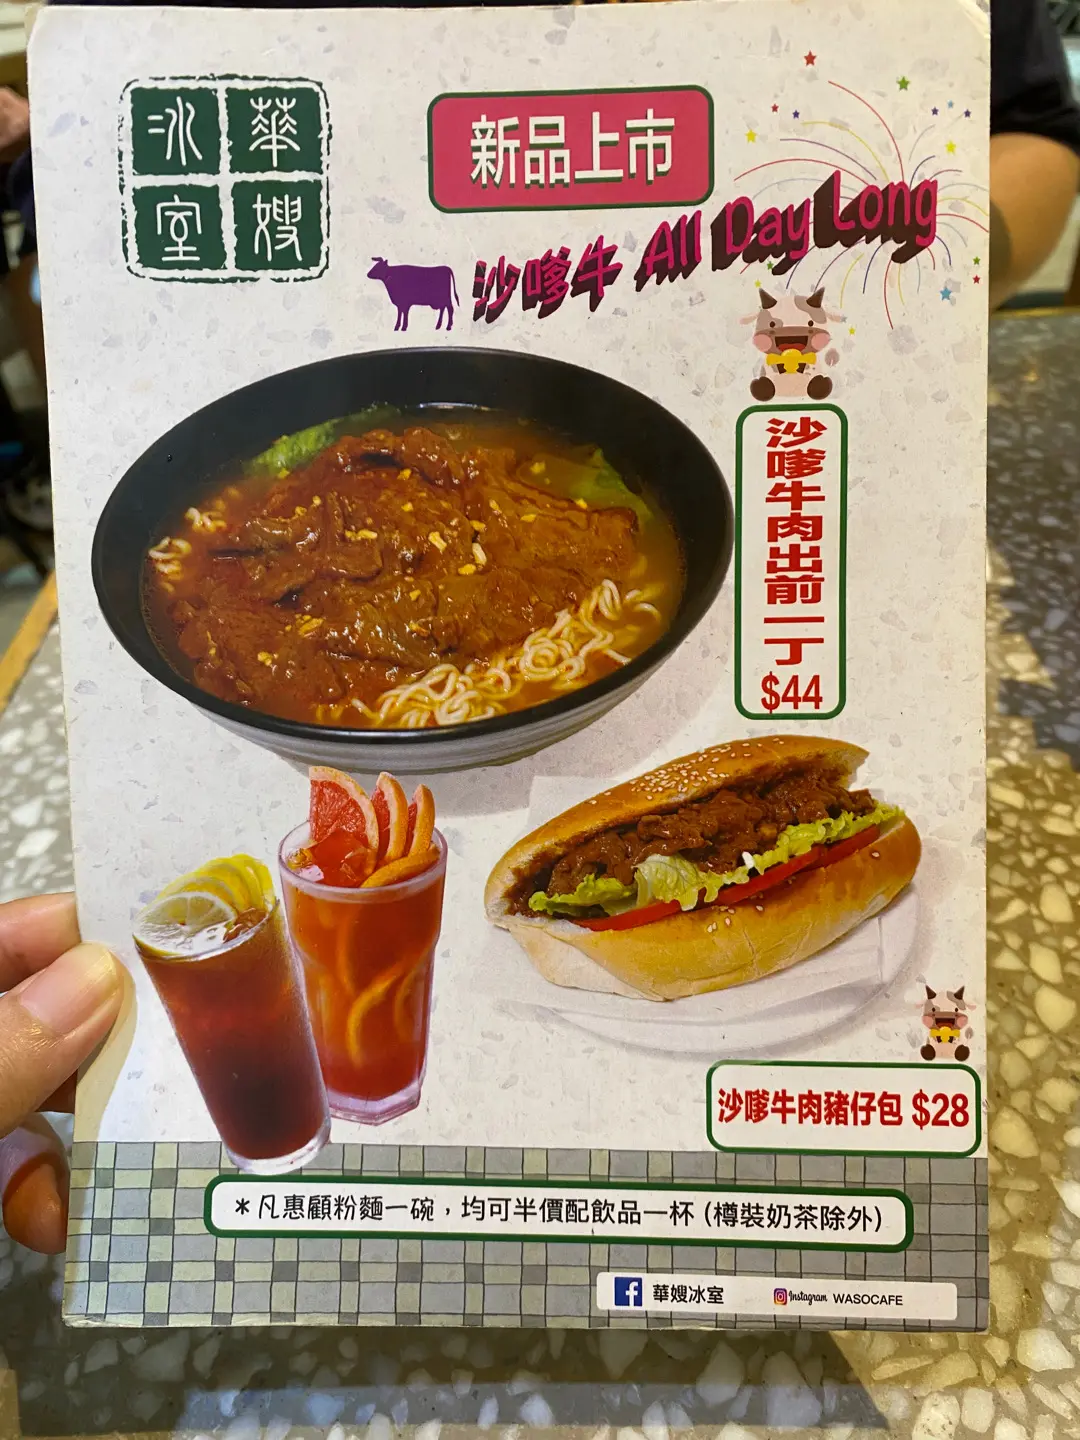 華嫂
冰室
新品上市
沙嗲牛 All Day Long
沙嗲牛肉出前一丁
$44
沙嗲牛肉豬仔包 $28
*凡惠顧粉麵一碗，均可半價配飲品一杯 (樽裝奶茶除外)
f 華嫂冰室
Instagram WASOCAFE